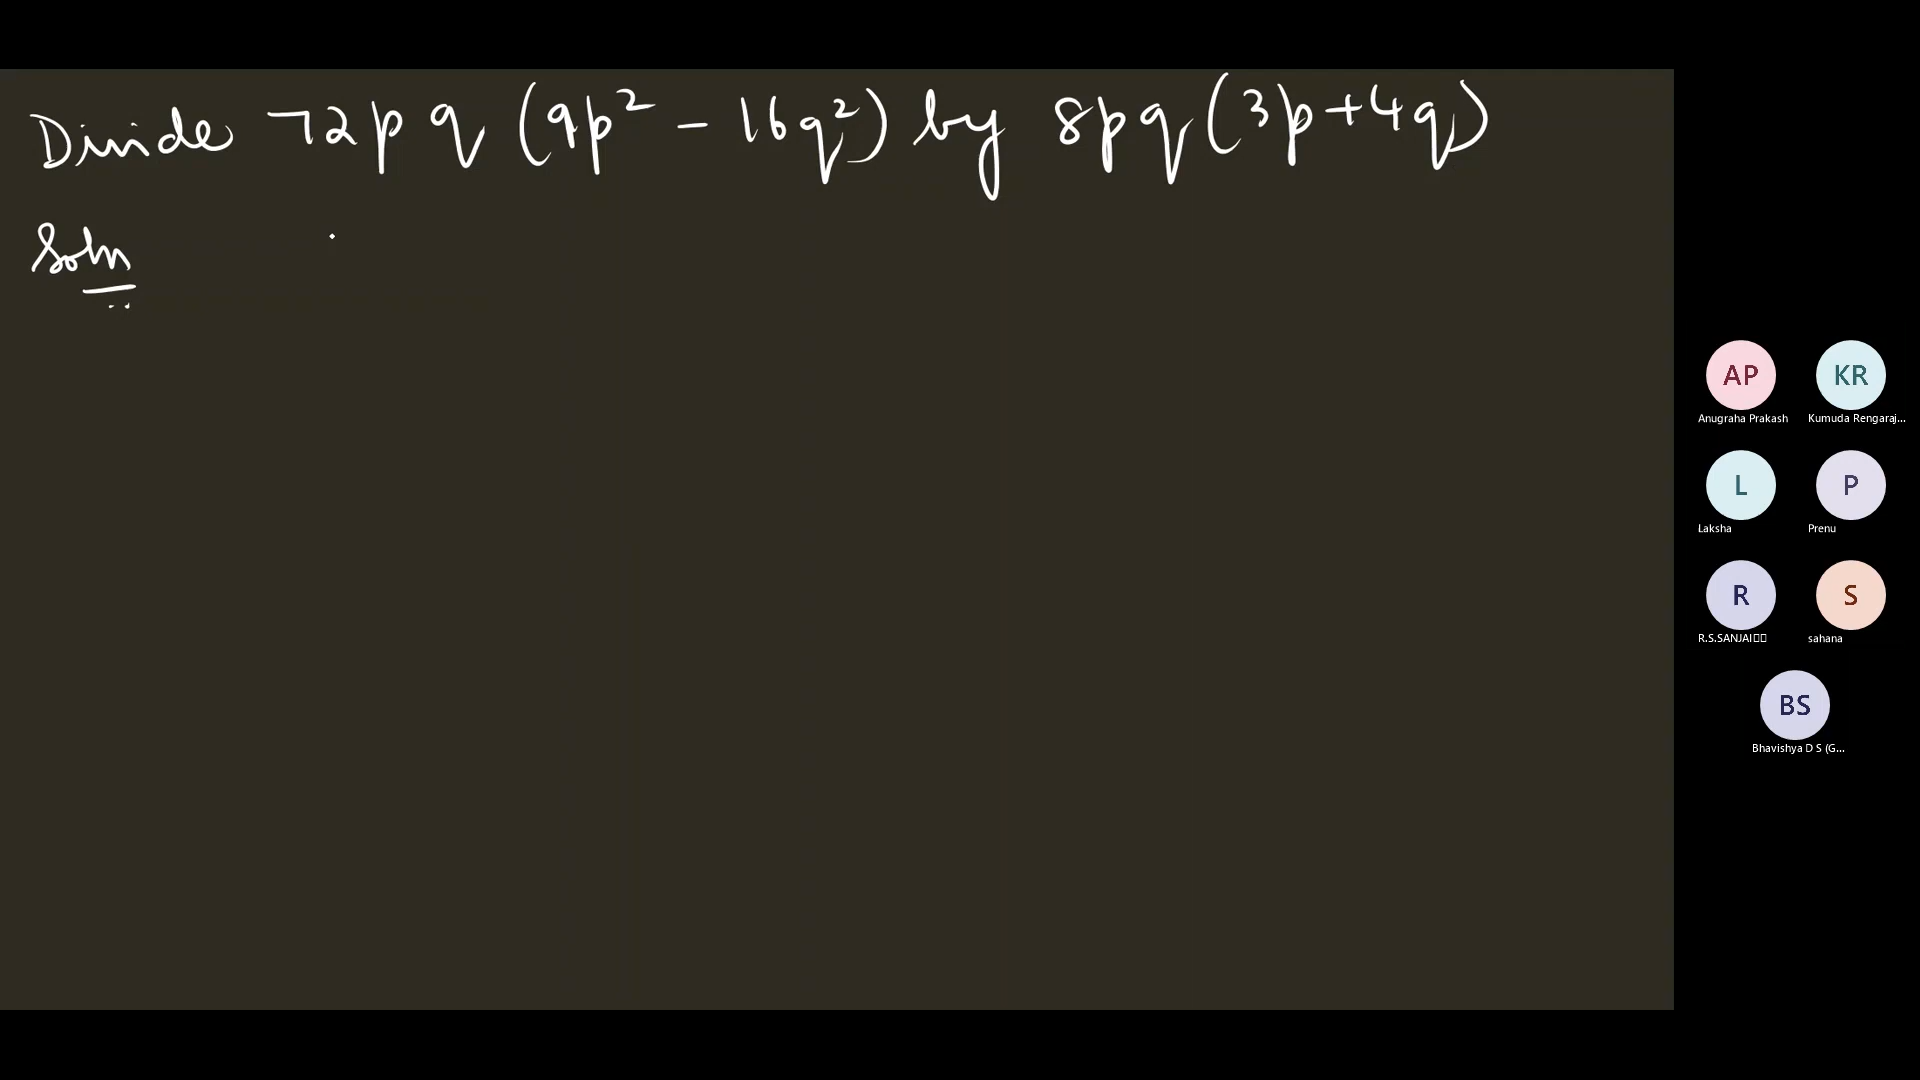 Divide 72pq (9p² - 16q²) by 8pq(3p+4q)
Soln
AP
KR
Anugraha Prakash
Kumuda Rengaraj...
L
P
Laksha
Prenu
R
S
R.S.SANJAI
sahana
BS
Bhavishya D S (G...